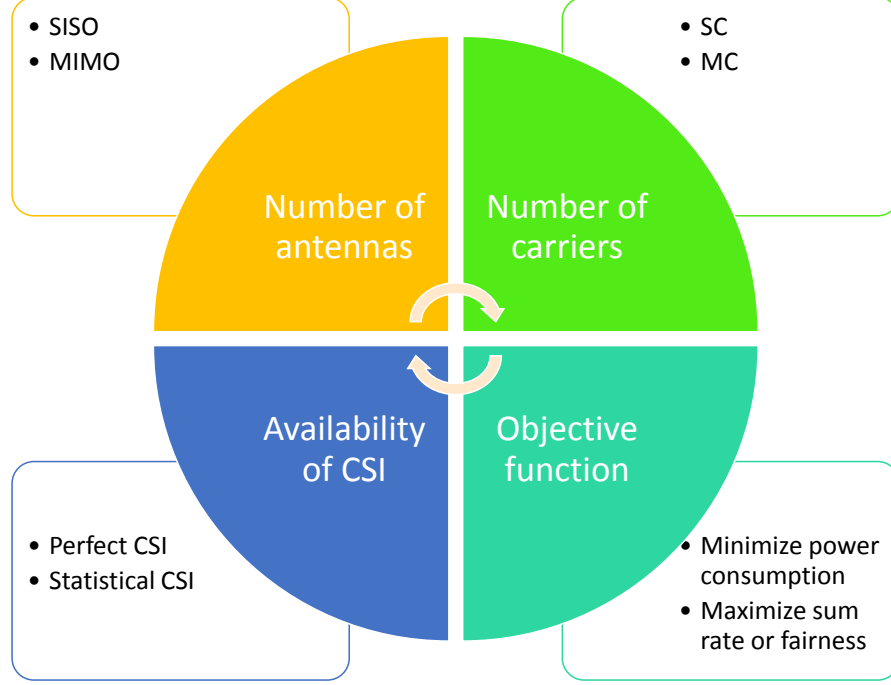 • SISO
• MIMO
• SC
• MC
Number of
antennas
Number of
carriers
Availability
of CSI
Objective
function
• Perfect CSI
• Statistical CSI
• Minimize power
consumption
• Maximize sum
rate or fairness